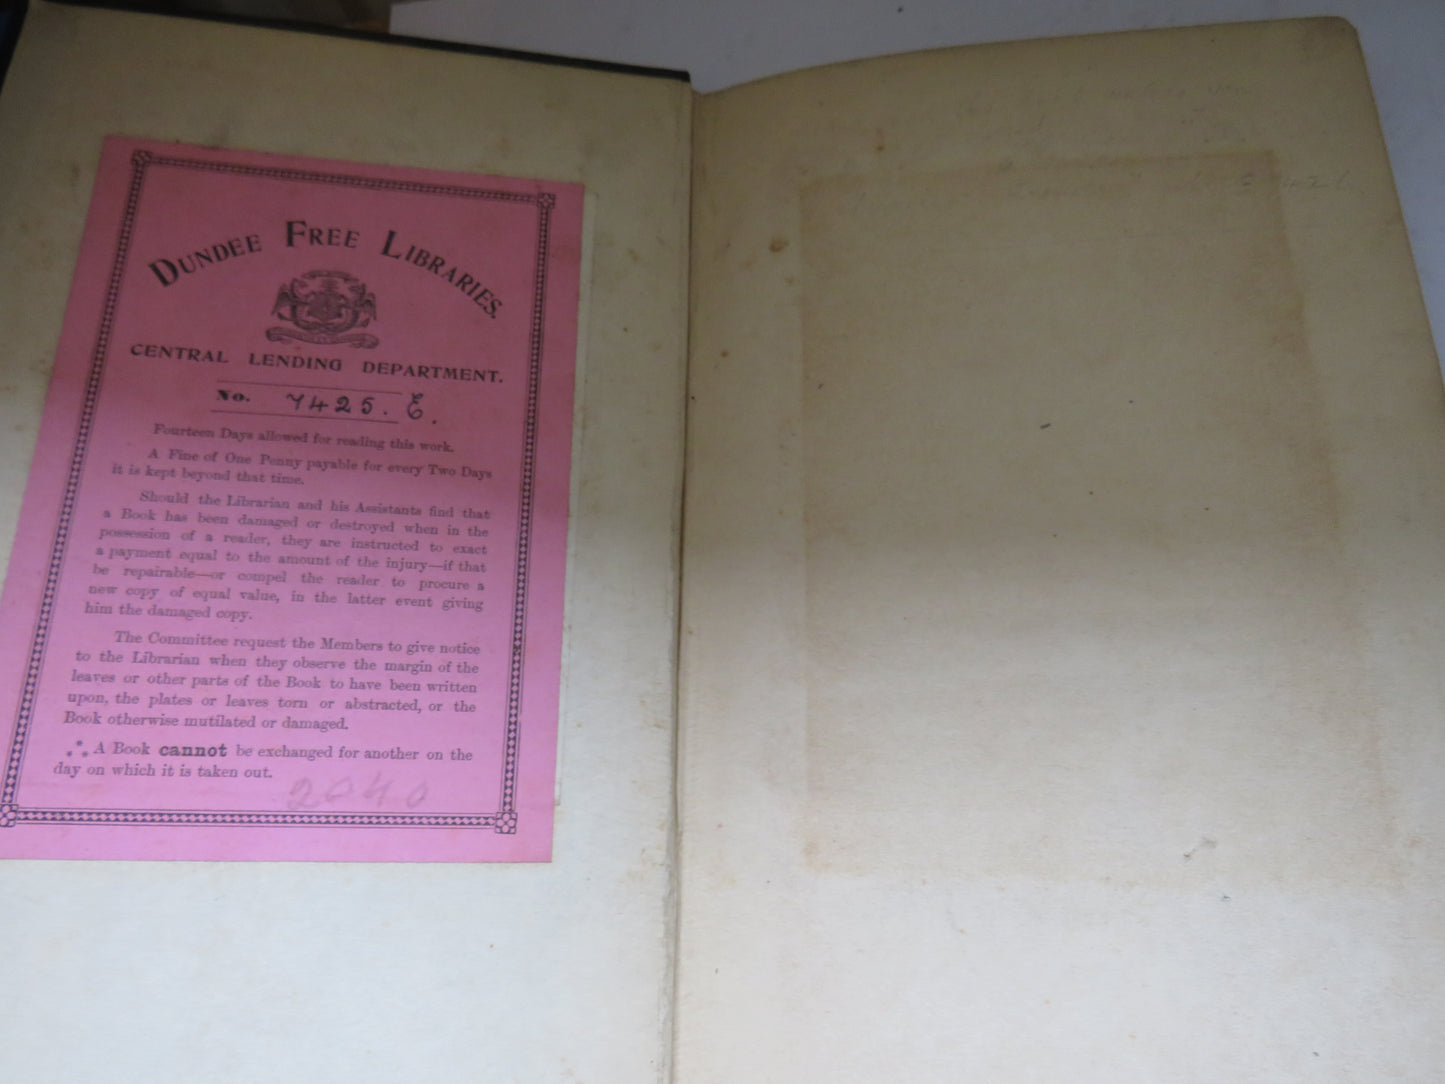 DUNDEE FREE LIBRARIES.
CENTRAL LENDING DEPARTMENT.
No. 7425. E.
Fourteen Days allowed for reading this work.
A Fine of One Penny payable for every Two Days
it is kept beyond that time.
Should the Librarian and his Assistants find that
a Book has been damaged or destroyed when in the
possession of a reader, they are instructed to exact
a payment equal to the amount of the injury—if that
be repairable—or compel the reader to procure a
new copy of equal value, in the latter event giving
him the damaged copy.
The Committee request the Members to give notice
to the Librarian when they observe the margin of the
leaves or other parts of the Book to have been written
upon, the plates or leaves torn or abstracted, or the
Book otherwise mutilated or damaged.
∴ A Book cannot be exchanged for another on the
day on which it is taken out.
2040